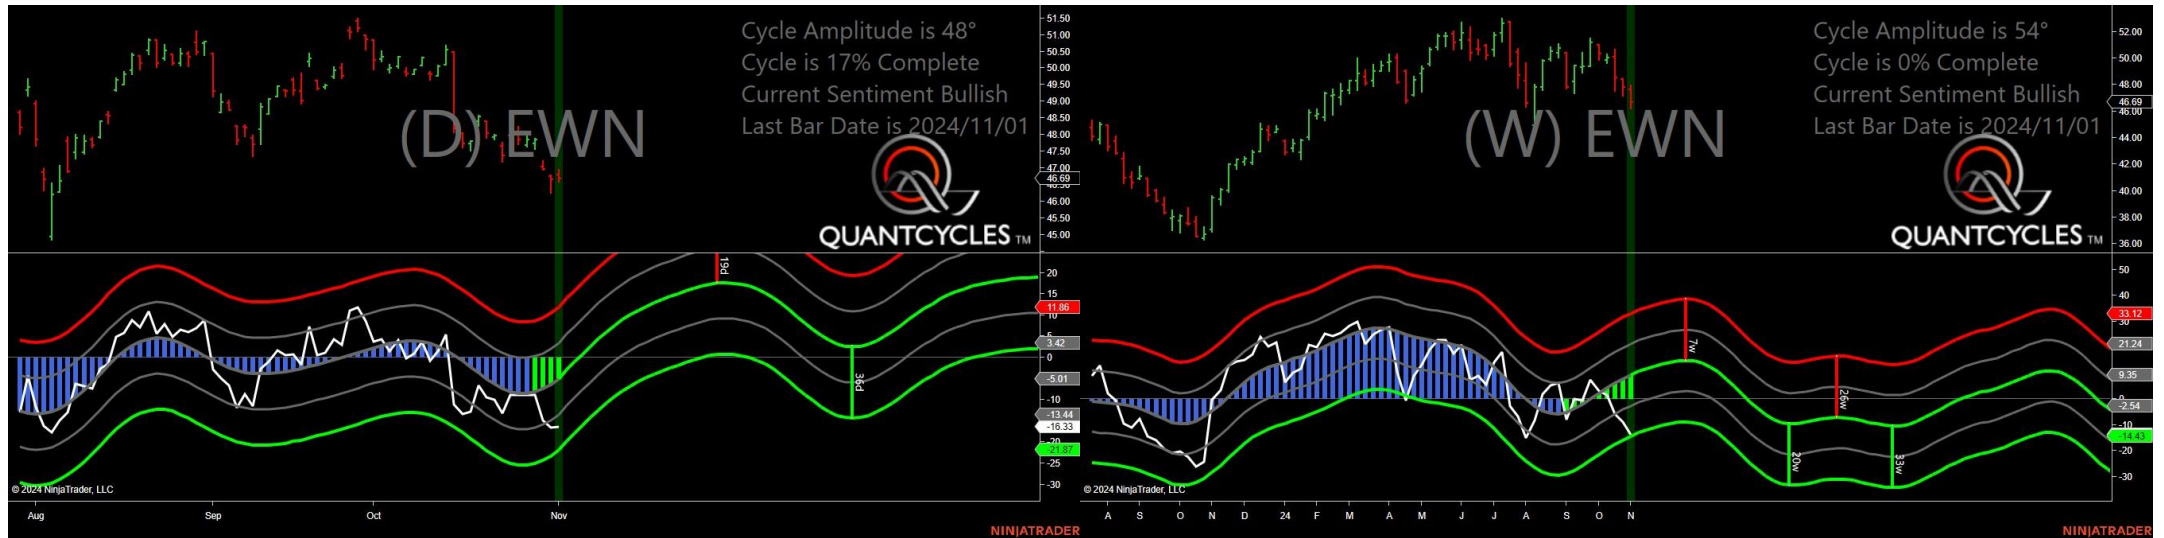 Cycle Amplitude is 48°
Cycle is 17% Complete
Current Sentiment Bullish
Last Bar Date is 2024/11/01
(D) EWN
QUANTCYCLES TM
51.50
51.00
50.50
50.00
49.50
49.00
48.50
48.00
47.50
47.00
46.69
46.00
45.50
45.00
19d
36d
20
15
11.86
10
5
3.42
0
-5.01
-10
-13.44
-16.33
-20
-21.87
-25
-30
© 2024 NinjaTrader, LLC
Aug
Sep
Oct
Nov
NINJATRADER
Cycle Amplitude is 54°
Cycle is 0% Complete
Current Sentiment Bullish
Last Bar Date is 2024/11/01
(W) EWN
QUANTCYCLES TM
52.00
50.00
48.00
46.69
46.00
44.00
42.00
40.00
38.00
36.00
7w
26w
20w
33w
50
40
33.12
30
21.24
9.35
0
-2.54
-10
-14.43
-20
-30
© 2024 NinjaTrader, LLC
A S O N D 24 F M A M J J A S O N
NINJATRADER